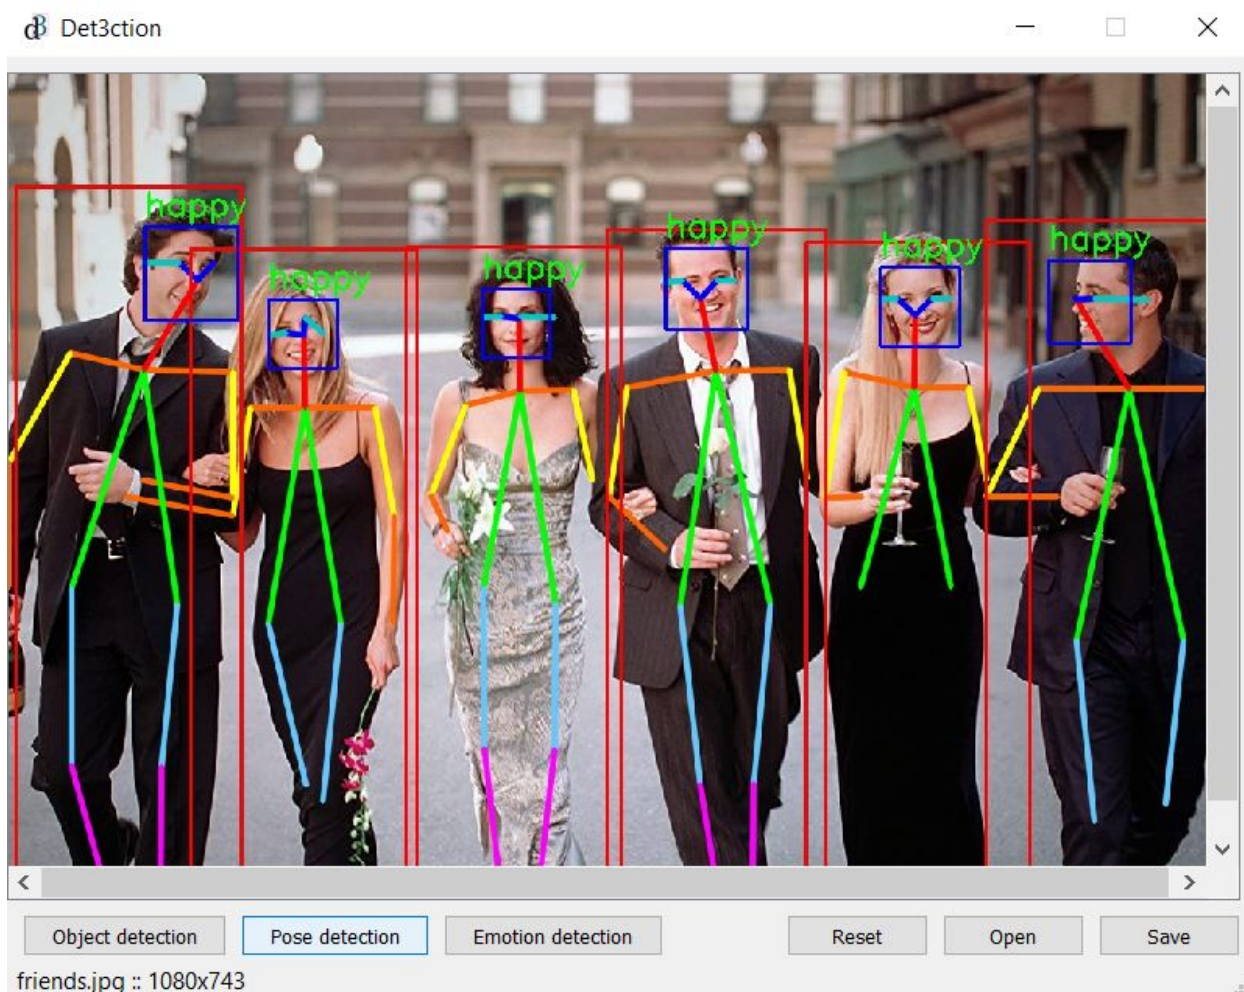 Det3ction
happy
happy
happy
happy
happy
happy
Object detection
Pose detection
Emotion detection
Reset
Open
Save
friends.jpg :: 1080x743